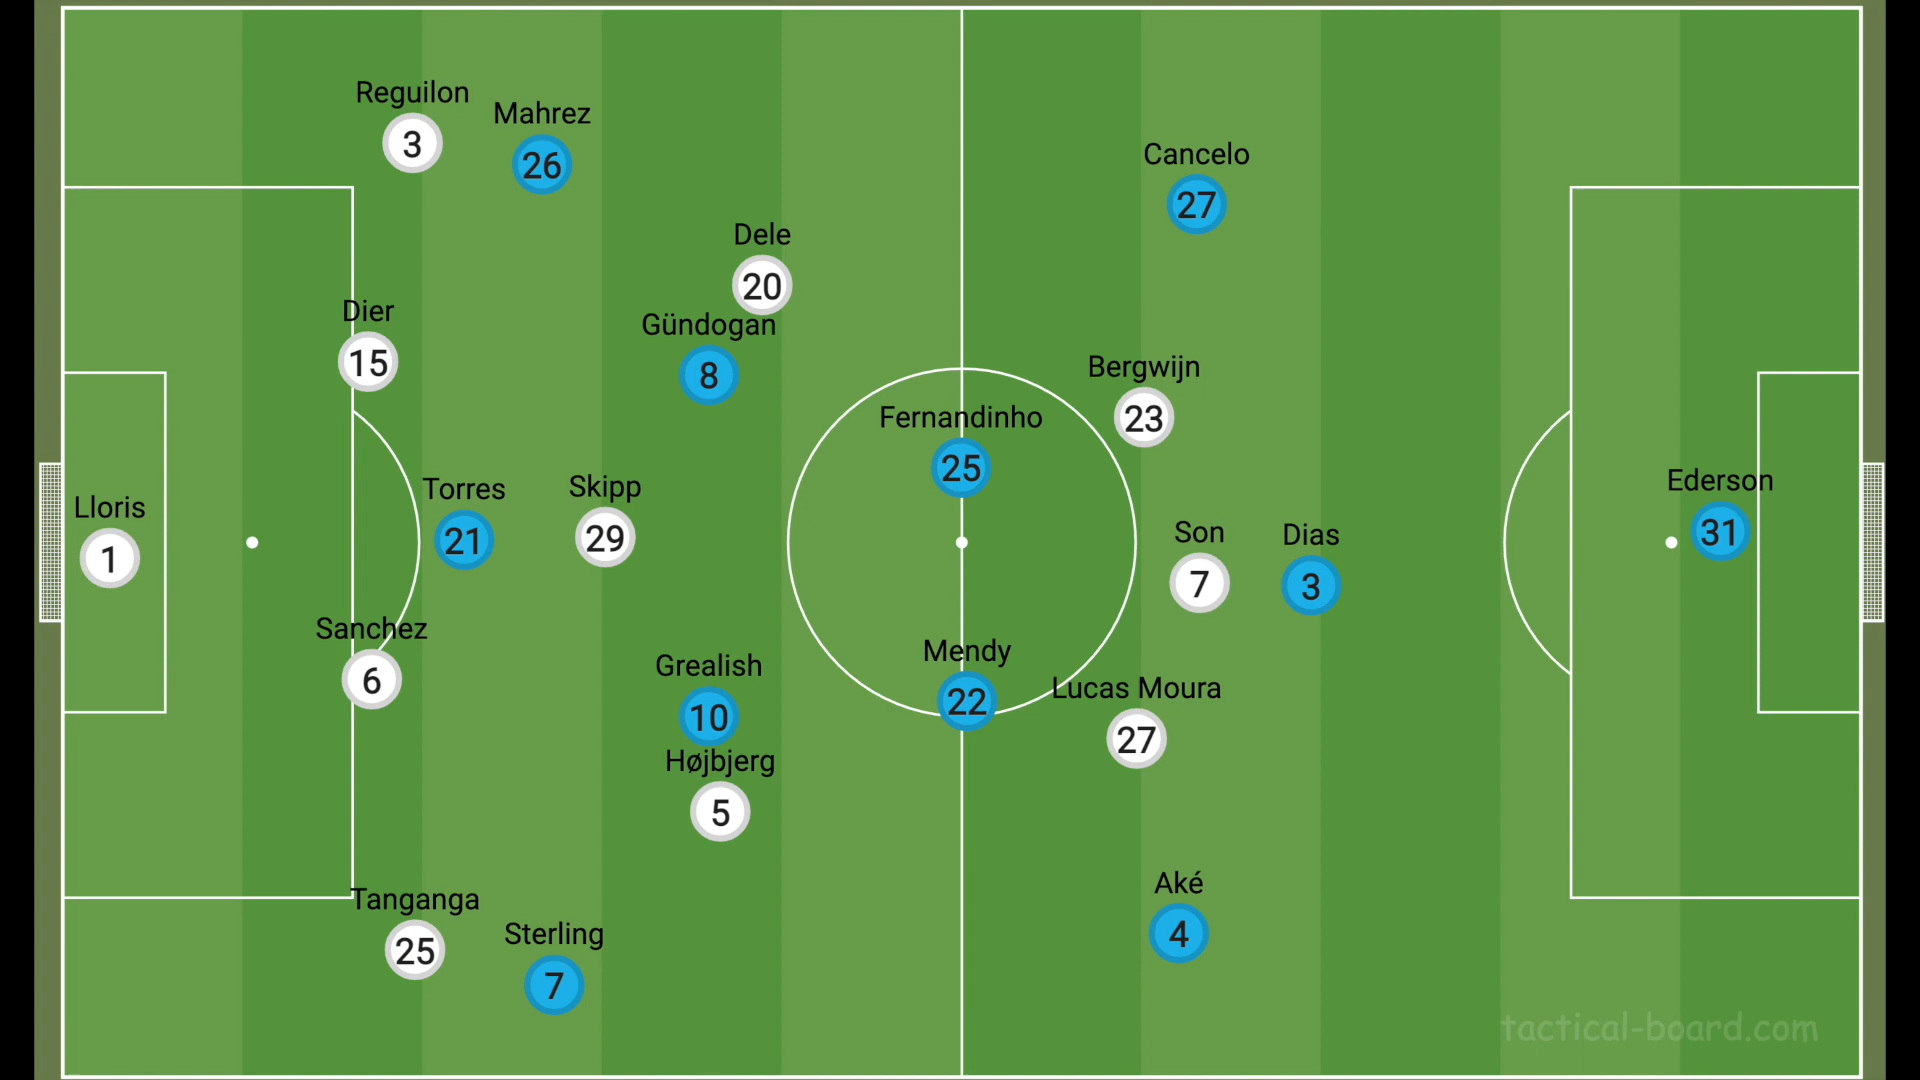 Reguilon
3
Mahrez
26
Cancelo
27
Dele
20
Dier
15
Gündogan
8
Bergwijn
23
Fernandinho
25
Lloris
1
Torres
21
Skipp
29
Son
7
Dias
3
Ederson
31
Sanchez
6
Grealish
10
Mendy
22
Lucas Moura
27
Højbjerg
5
Tanganga
25
Sterling
7
Aké
4
tactical-board.com